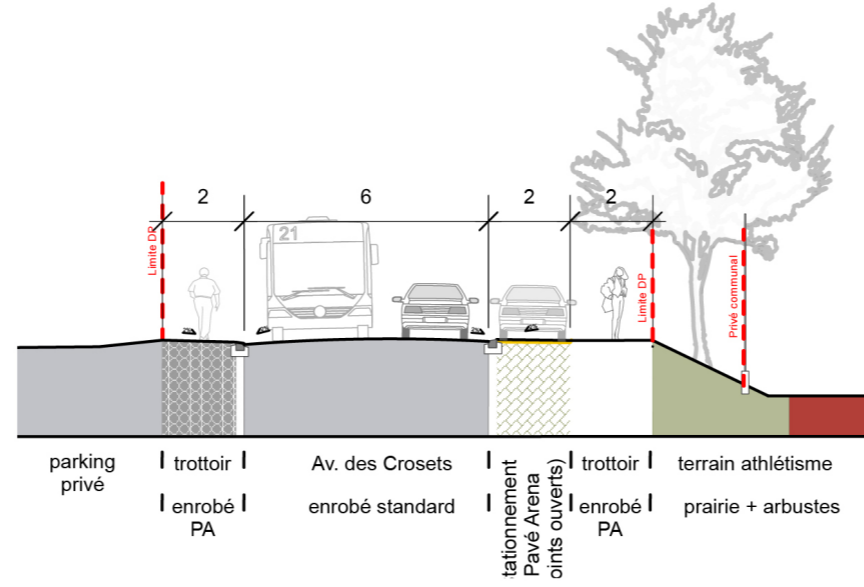 2 6 2 2
21
Limite DP
Limite DP
Privé communal
parking
privé
trottoir
enrobé
PA
Av. des Crosets
enrobé standard
tationnement
Pavé Arena
oints ouverts)
trottoir
enrobé
PA
terrain athlétisme
prairie + arbustes